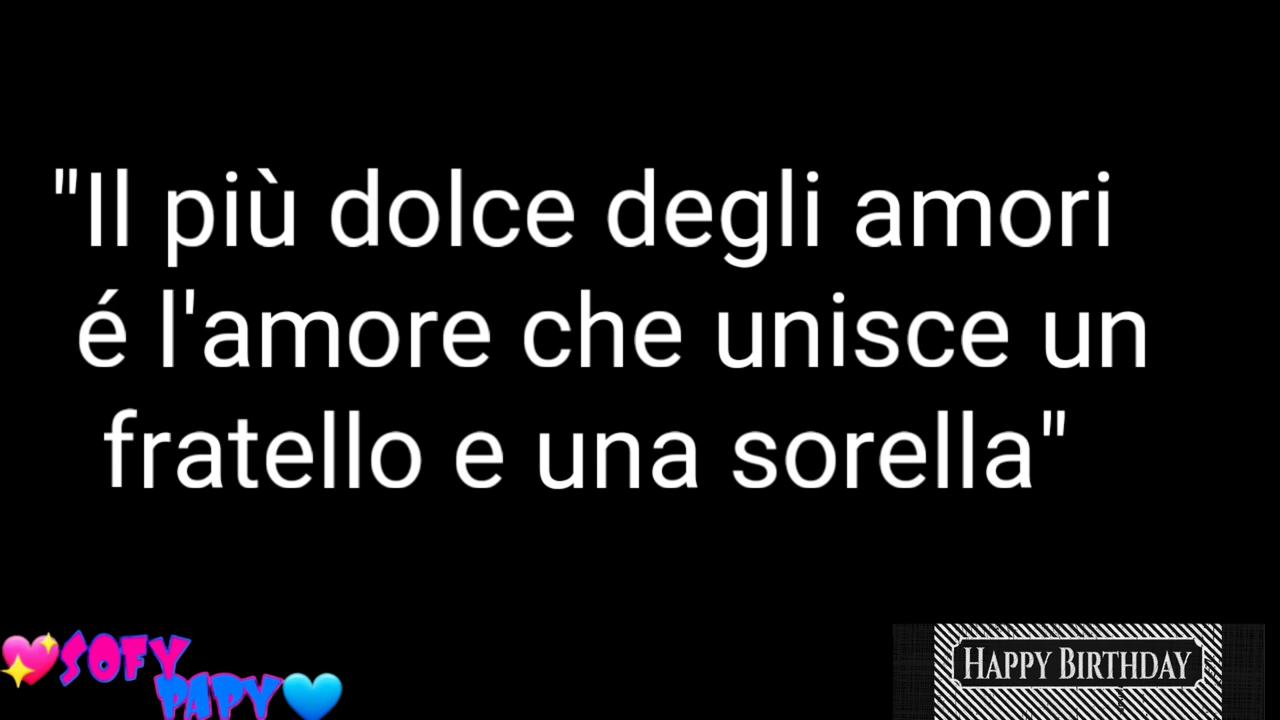 "Il più dolce degli amori
é l'amore che unisce un
fratello e una sorella"
SOFY
PAPY
HAPPY BIRTHDAY